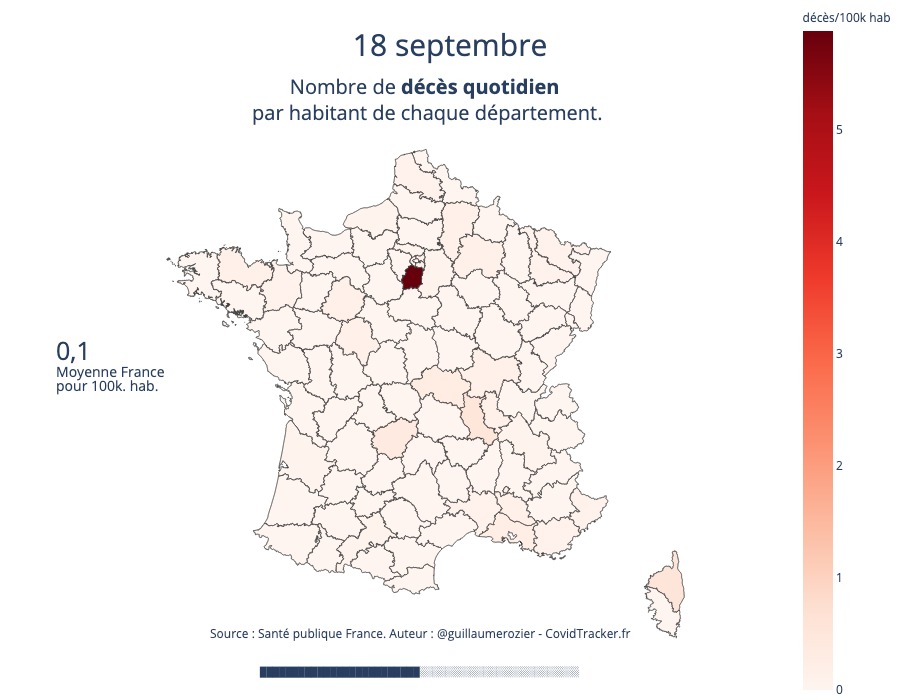 décès/100k hab
18 septembre
Nombre de décès quotidien
par habitant de chaque département.
5
4
3
2
1
0
0,1
Moyenne France
pour 100k. hab.
Source : Santé publique France. Auteur : @guillaumerozier - CovidTracker.fr